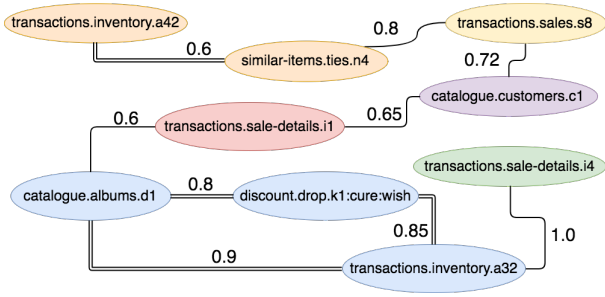 transactions.inventory.a42
0.8
transactions.sales.s8
0.6
similar-items.ties.n4
0.72
catalogue.customers.c1
0.6
0.65
transactions.sale-details.i1
transactions.sale-details.i4
catalogue.albums.d1
0.8
discount.drop.k1:cure:wish
0.85
1.0
0.9
transactions.inventory.a32